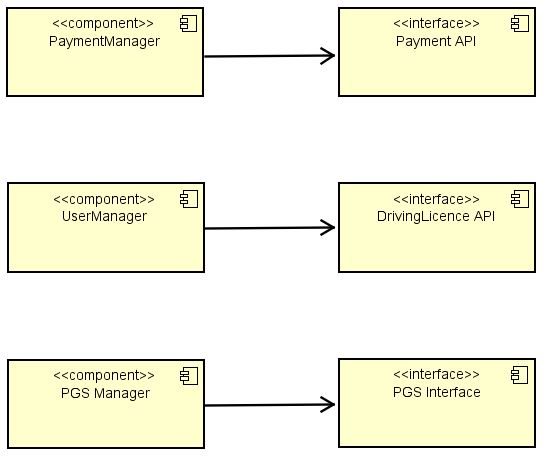 <<component>>
PaymentManager
<<interface>>
Payment API
<<component>>
UserManager
<<interface>>
DrivingLicence API
<<component>>
PGS Manager
<<interface>>
PGS Interface